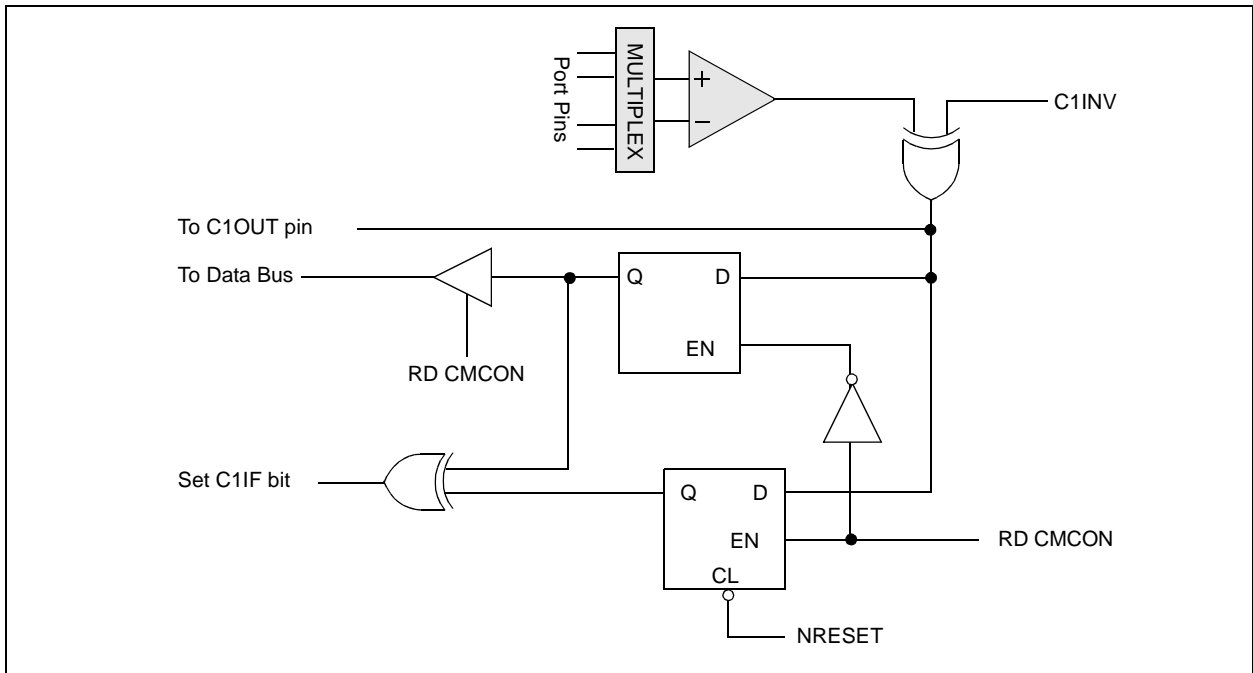 MULTIPLEX
Port Pins
+
–
C1INV
To C1OUT pin
To Data Bus
Q
D
EN
RD CMCON
Set C1IF bit
Q
D
EN
RD CMCON
CL
NRESET